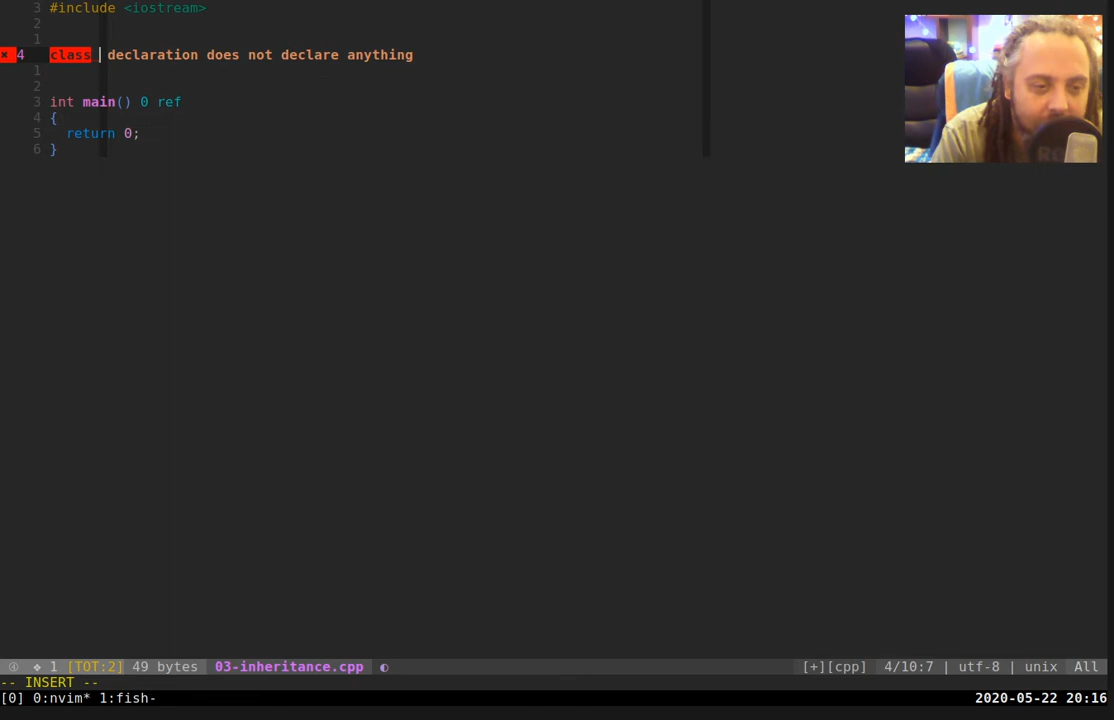 3 #include <iostream>
2
1
✖ 4 class declaration does not declare anything
1
2
3 int main() 0 ref
4 {
5 return 0;
6 }
④ ❖ 1 [TOT:2] 49 bytes 03-inheritance.cpp ◐ [+][cpp] 4/10:7 | utf-8 | unix All
-- INSERT --
[0] 0:nvim* 1:fish- 2020-05-22 20:16